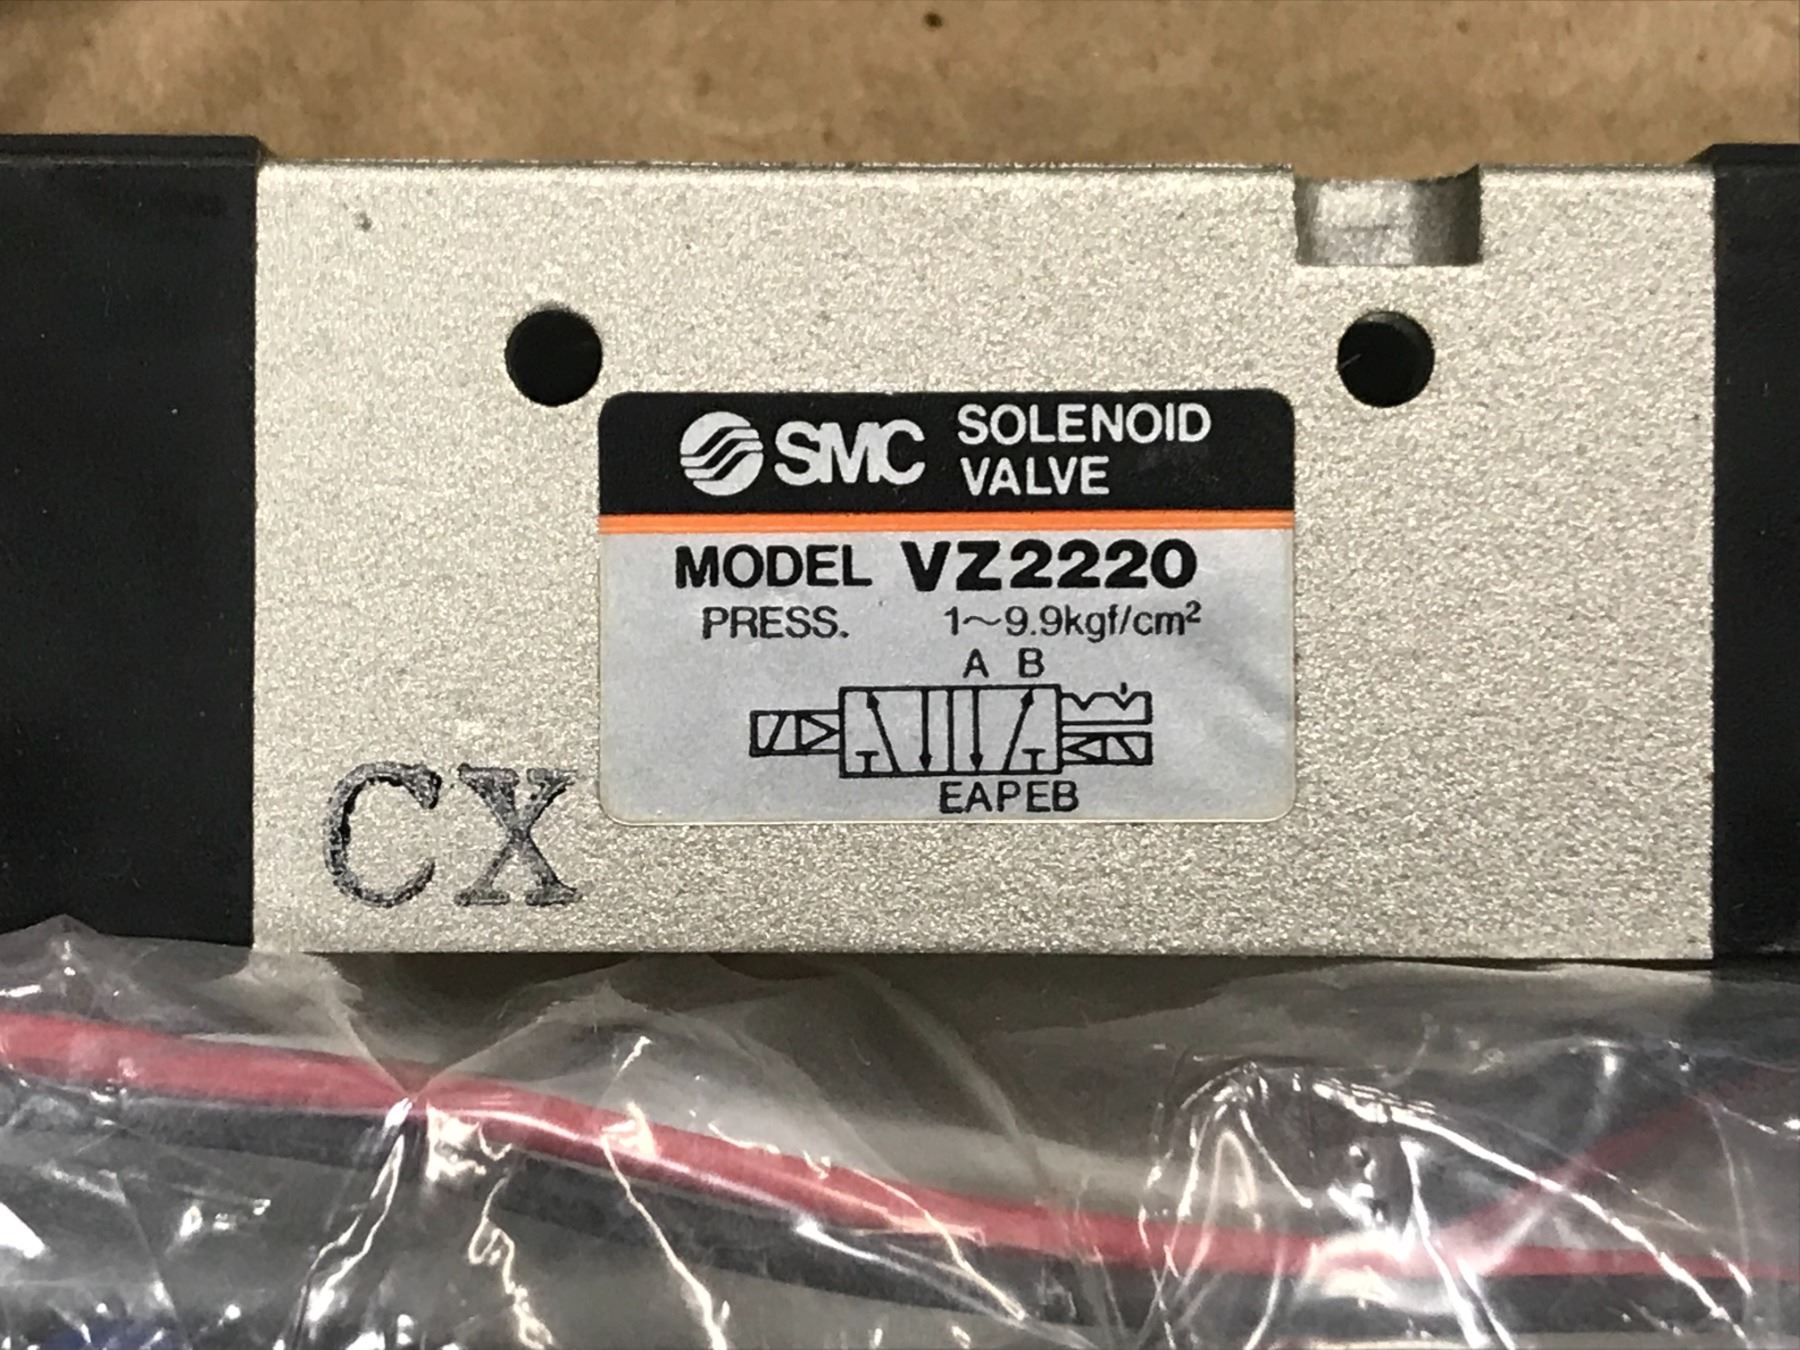 SMC SOLENOID
VALVE
MODEL VZ2220
PRESS. 1~9.9kgf/cm²
A B
EAPEB
CX